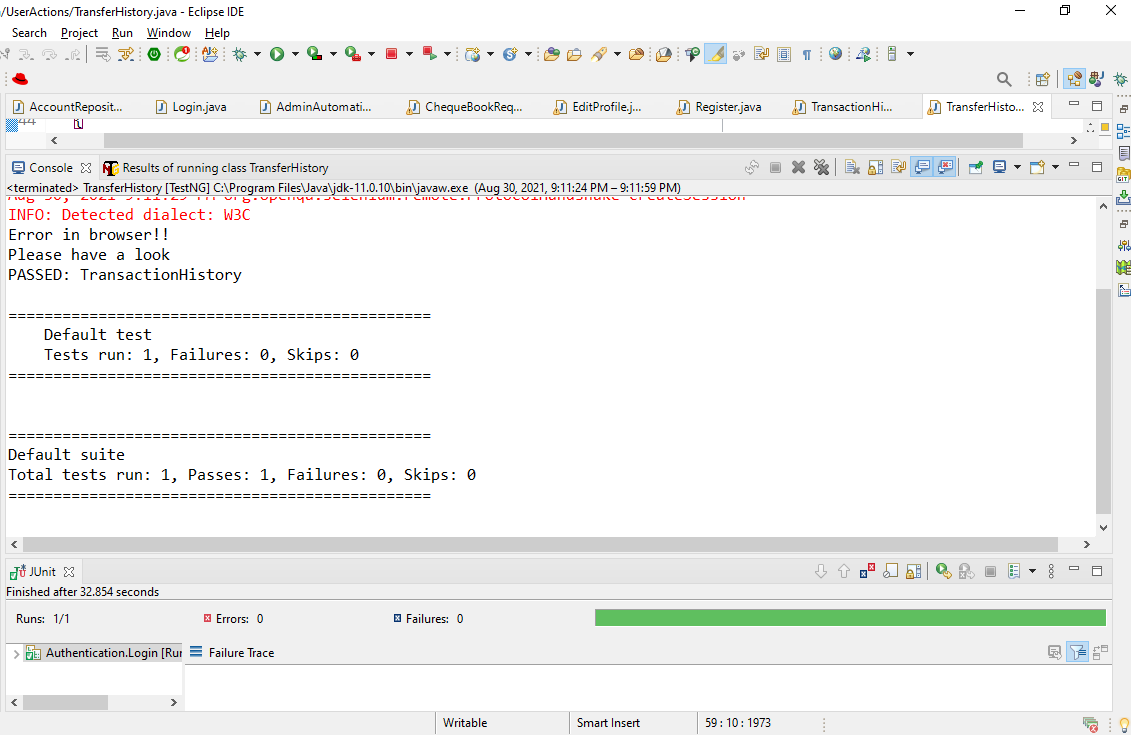 /UserActions/TransferHistory.java - Eclipse IDE
Search Project Run Window Help
AccountReposit... Login.java AdminAutomati... ChequeBookReq... EditProfile.j... Register.java TransactionHi... TransferHisto...
44
Console Results of running class TransferHistory
<terminated> TransferHistory [TestNG] C:\Program Files\Java\jdk-11.0.10\bin\javaw.exe (Aug 30, 2021, 9:11:24 PM – 9:11:59 PM)
Aug 30, 2021 9:11:29 PM org.openqa.selenium.remote.ProtocolHandshake createSession
INFO: Detected dialect: W3C
Error in browser!!
Please have a look
PASSED: TransactionHistory
===============================================
Default test
Tests run: 1, Failures: 0, Skips: 0
===============================================
===============================================
Default suite
Total tests run: 1, Passes: 1, Failures: 0, Skips: 0
===============================================
JUnit
Finished after 32.854 seconds
Runs: 1/1 Errors: 0 Failures: 0
Authentication.Login [Rur Failure Trace
Writable Smart Insert 59 : 10 : 1973